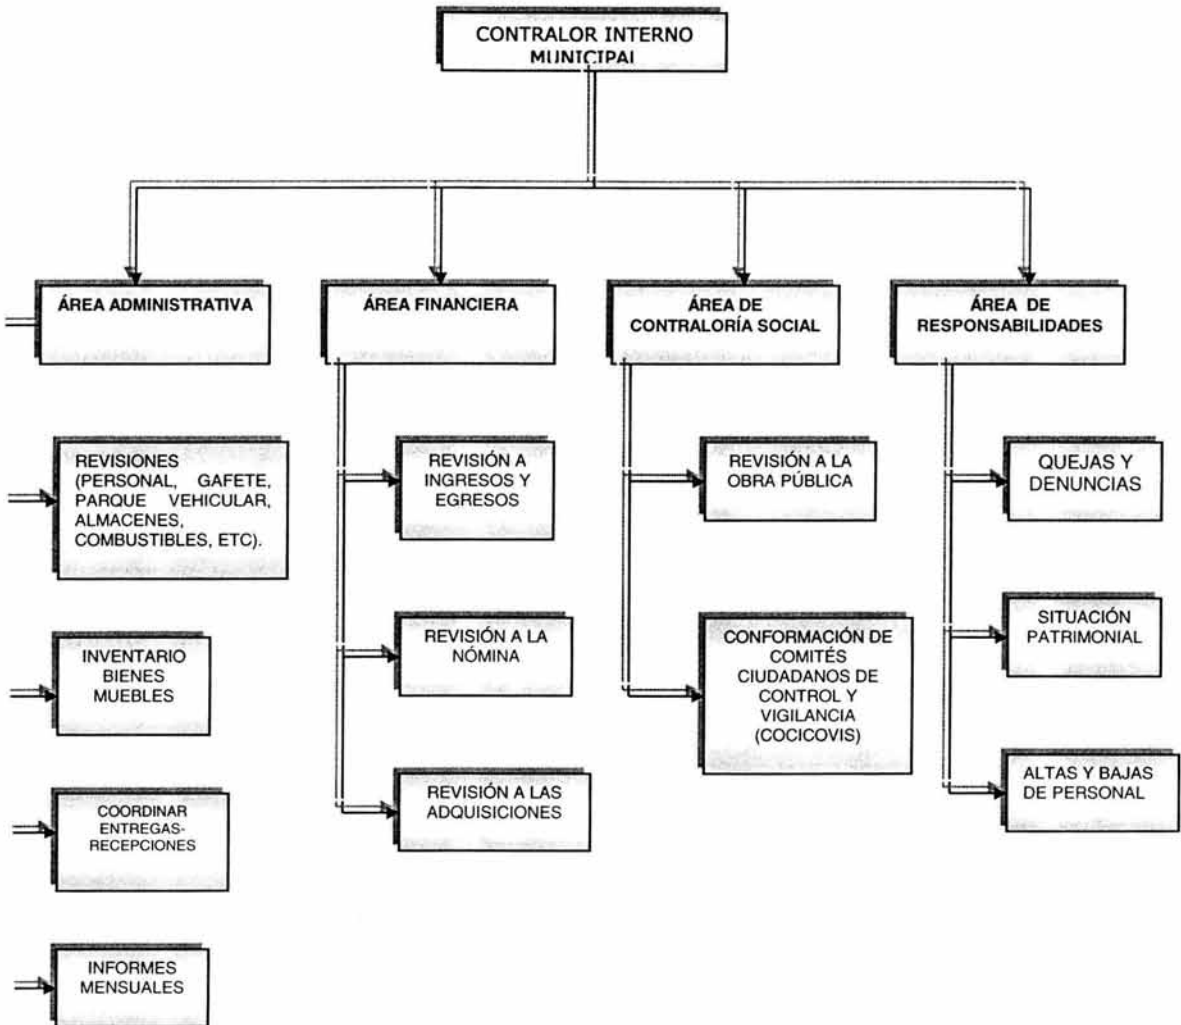 CONTRALOR INTERNO
MUNICIPAL
ÁREA ADMINISTRATIVA
ÁREA FINANCIERA
ÁREA DE
CONTRALORÍA SOCIAL
ÁREA DE
RESPONSABILIDADES
REVISIONES
(PERSONAL, GAFETE,
PARQUE VEHICULAR,
ALMACENES,
COMBUSTIBLES, ETC).
REVISIÓN A
INGRESOS Y
EGRESOS
REVISIÓN A LA
OBRA PÚBLICA
QUEJAS Y
DENUNCIAS
INVENTARIO
BIENES
MUEBLES
REVISIÓN A LA
NÓMINA
CONFORMACIÓN DE
COMITÉS
CIUDADANOS DE
CONTROL Y
VIGILANCIA
(COCICOVIS)
SITUACIÓN
PATRIMONIAL
COORDINAR
ENTREGAS-
RECEPCIONES
REVISIÓN A LAS
ADQUISICIONES
ALTAS Y BAJAS
DE PERSONAL
INFORMES
MENSUALES